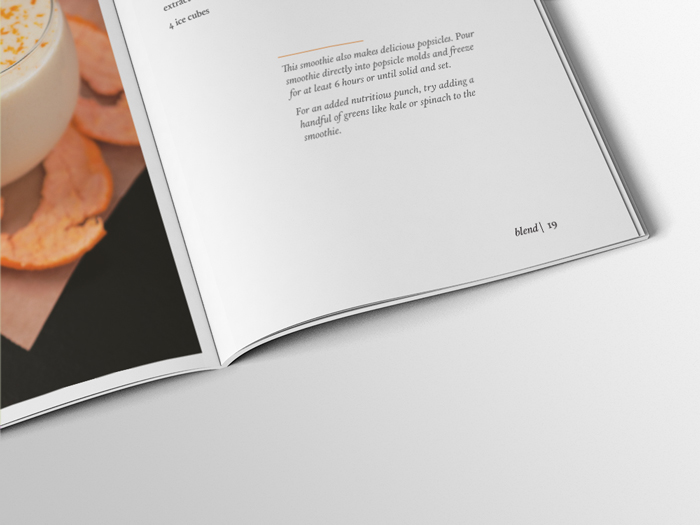 extract
4 ice cubes
This smoothie also makes delicious popsicles. Pour
smoothie directly into popsicle molds and freeze
for at least 6 hours or until solid and set.
For an added nutritious punch, try adding a
handful of greens like kale or spinach to the
smoothie.
blend | 19